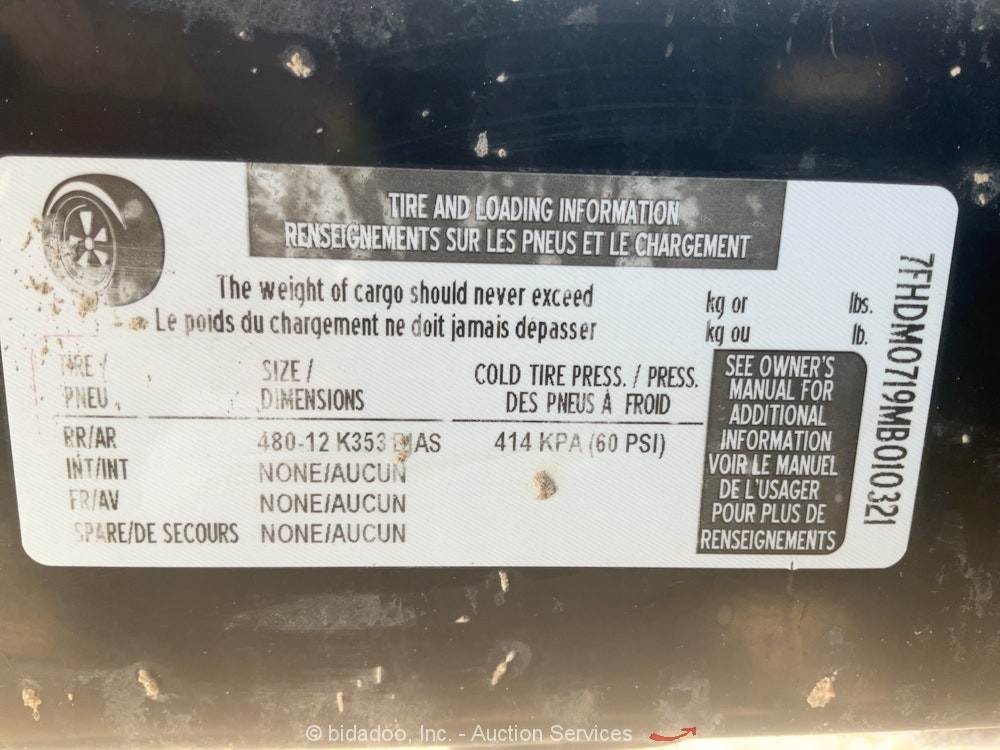 TIRE AND LOADING INFORMATION
RENSEIGNEMENTS SUR LES PNEUS ET LE CHARGEMENT
The weight of cargo should never exceed kg or lbs.
Le poids du chargement ne doit jamais dépasser kg ou lb.
TIRE / SIZE / COLD TIRE PRESS. / PRESS.
PNEU DIMENSIONS DES PNEUS À FROID
RR/AR 480-12 K353 BIAS 414 KPA (60 PSI)
INT/INT NONE/AUCUN
FR/AV NONE/AUCUN
SPARE/DE SECOURS NONE/AUCUN
SEE OWNER'S
MANUAL FOR
ADDITIONAL
INFORMATION
VOIR LE MANUEL
DE L'USAGER
POUR PLUS DE
RENSEIGNEMENTS
7FHDM0719MB010321
© bidadoo, Inc. - Auction Services